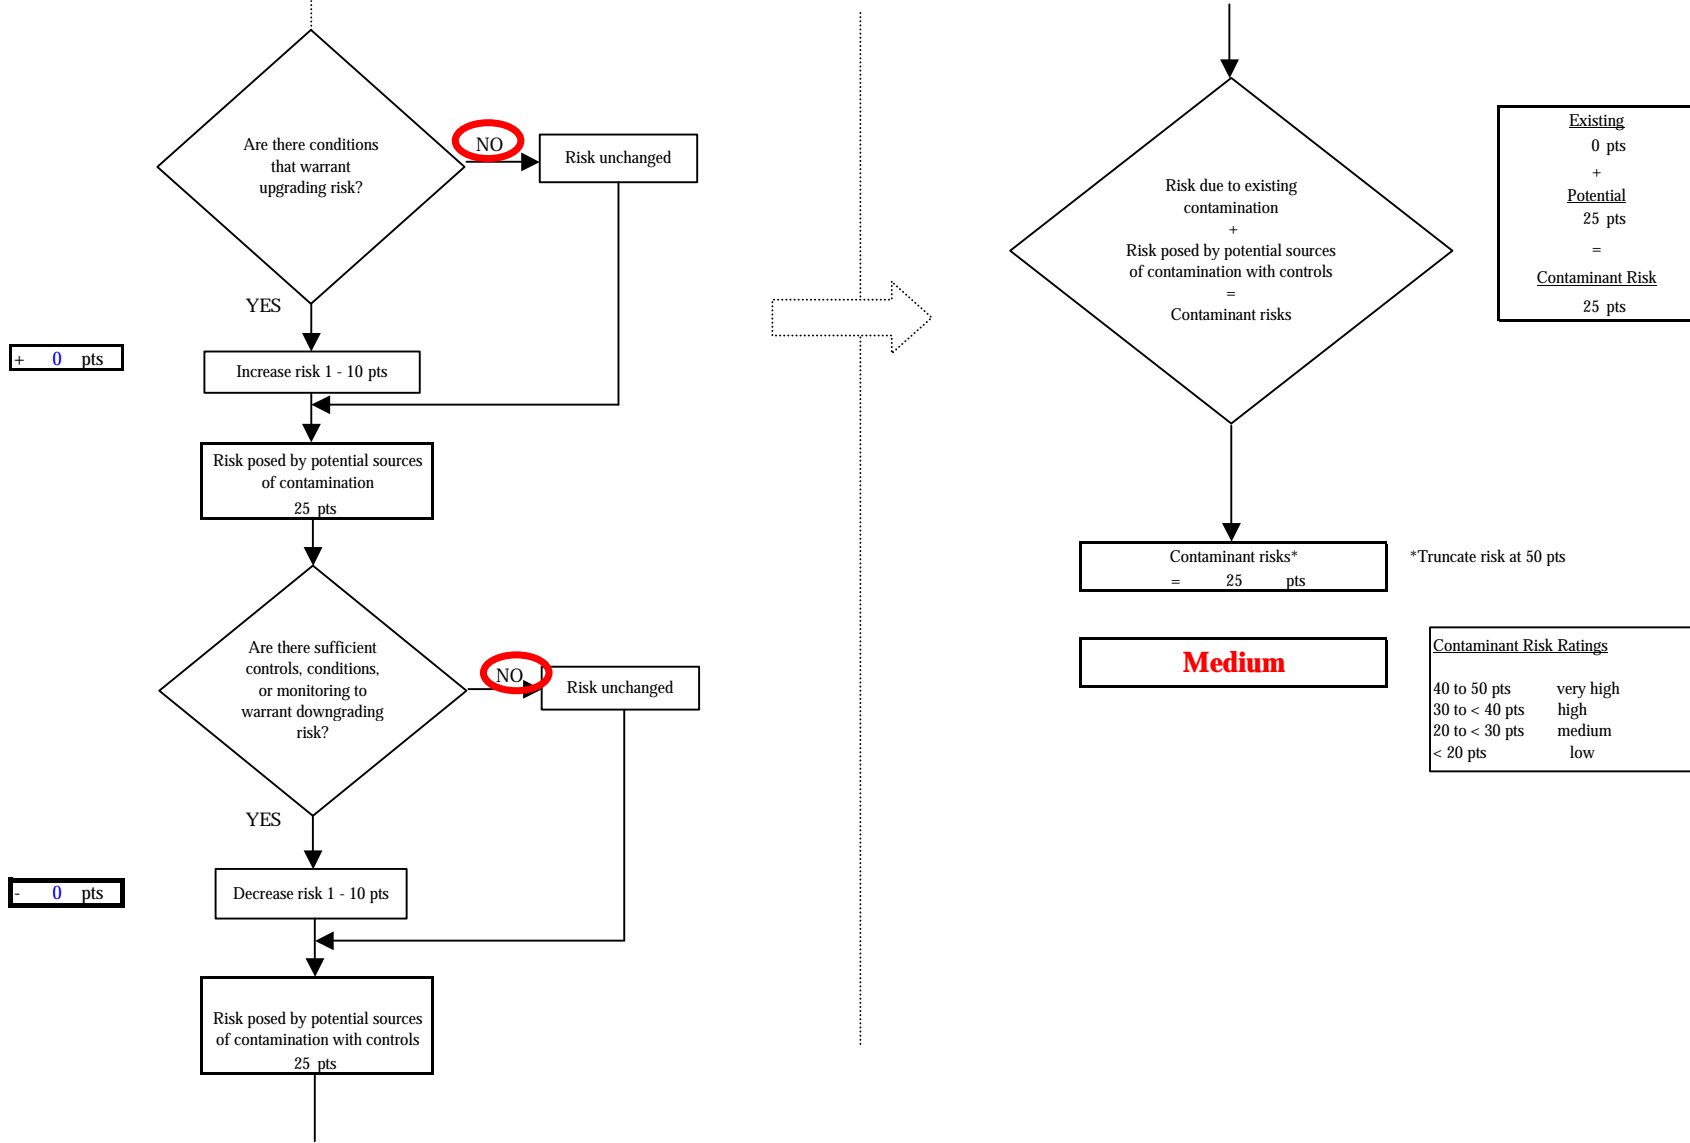 Are there conditions
that warrant
upgrading risk?
NO
Risk unchanged
YES
+ 0 pts
Increase risk 1 - 10 pts
Risk posed by potential sources
of contamination
25 pts
Are there sufficient
controls, conditions,
or monitoring to
warrant downgrading
risk?
NO
Risk unchanged
YES
- 0 pts
Decrease risk 1 - 10 pts
Risk posed by potential sources
of contamination with controls
25 pts
Risk due to existing
contamination
+
Risk posed by potential sources
of contamination with controls
=
Contaminant risks
Existing
0 pts
+
Potential
25 pts
=
Contaminant Risk
25 pts
Contaminant risks*
= 25 pts
*Truncate risk at 50 pts
Medium
Contaminant Risk Ratings
40 to 50 pts very high
30 to < 40 pts high
20 to < 30 pts medium
< 20 pts low